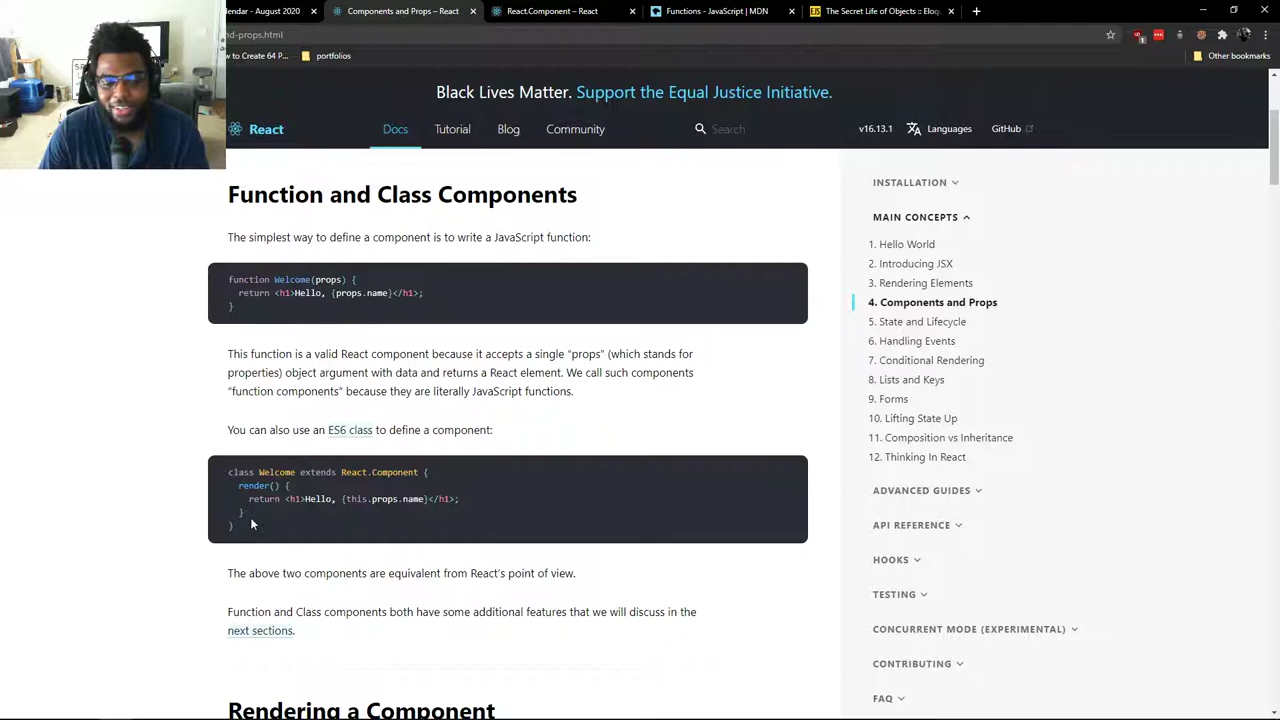 lendar - August 2020
Components and Props – React
React.Component – React
Functions - JavaScript | MDN
The Secret Life of Objects :: Eloq
nd-props.html
w to Create 64 P...
portfolios
Other bookmarks
Black Lives Matter. Support the Equal Justice Initiative.
React
Docs
Tutorial
Blog
Community
Search
v16.13.1
Languages
GitHub
Function and Class Components
The simplest way to define a component is to write a JavaScript function:
function Welcome(props) {
return <h1>Hello, {props.name}</h1>;
}
This function is a valid React component because it accepts a single “props” (which stands for
properties) object argument with data and returns a React element. We call such components
“function components” because they are literally JavaScript functions.
You can also use an ES6 class to define a component:
class Welcome extends React.Component {
render() {
return <h1>Hello, {this.props.name}</h1>;
}
}
The above two components are equivalent from React’s point of view.
Function and Class components both have some additional features that we will discuss in the
next sections.
Rendering a Component
INSTALLATION
MAIN CONCEPTS
1. Hello World
2. Introducing JSX
3. Rendering Elements
4. Components and Props
5. State and Lifecycle
6. Handling Events
7. Conditional Rendering
8. Lists and Keys
9. Forms
10. Lifting State Up
11. Composition vs Inheritance
12. Thinking In React
ADVANCED GUIDES
API REFERENCE
HOOKS
TESTING
CONCURRENT MODE (EXPERIMENTAL)
CONTRIBUTING
FAQ